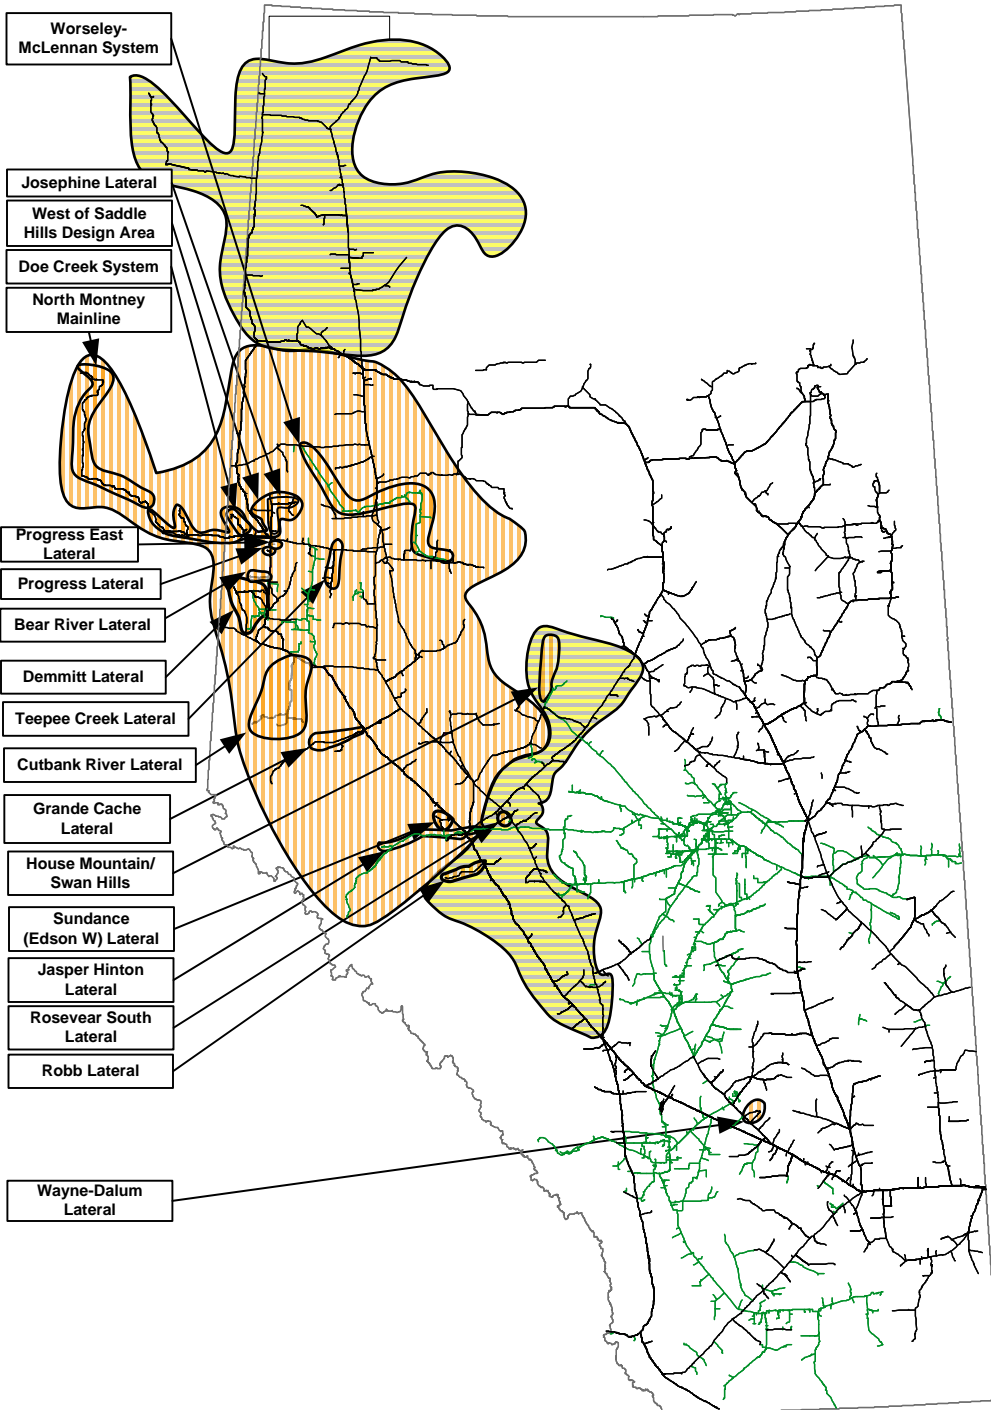 Worseley-
McLennan System
Josephine Lateral
West of Saddle
Hills Design Area
Doe Creek System
North Montney
Mainline
Progress East
Lateral
Progress Lateral
Bear River Lateral
Demmitt Lateral
Teepee Creek Lateral
Cutbank River Lateral
Grande Cache
Lateral
House Mountain/
Swan Hills
Sundance
(Edson W) Lateral
Jasper Hinton
Lateral
Rosevear South
Lateral
Robb Lateral
Wayne-Dalum
Lateral